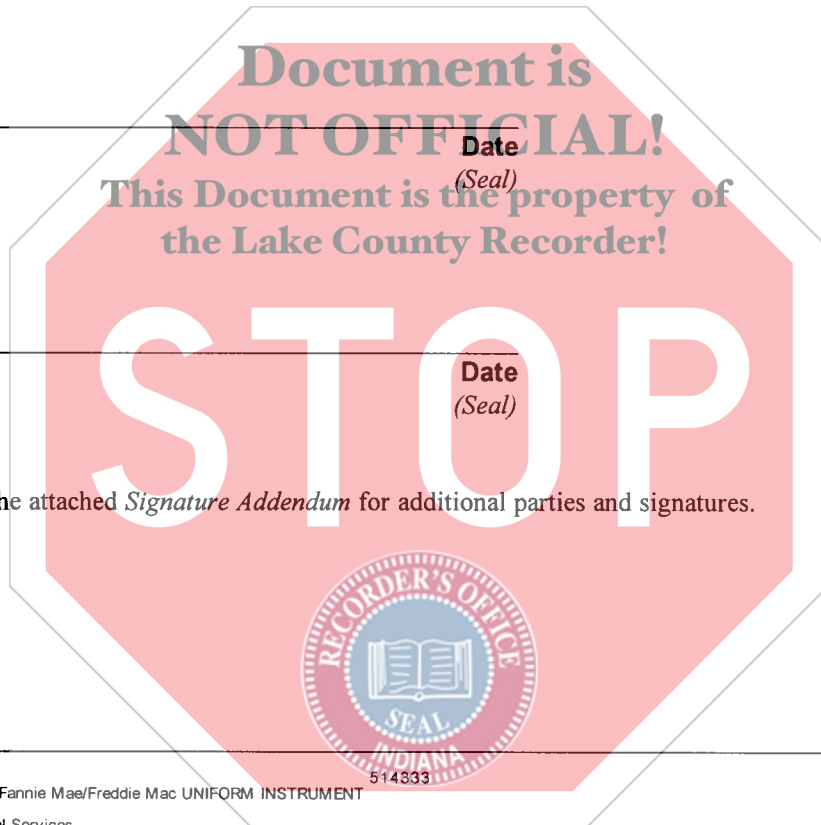 Document is
NOT OFFICIAL!
Date
(Seal)
This Document is the property of
the Lake County Recorder!
STOP
Date
(Seal)
he attached Signature Addendum for additional parties and signatures.
RECORDER'S OFFICE
SEAL
INDIANA
514333
Fannie Mae/Freddie Mac UNIFORM INSTRUMENT
Services